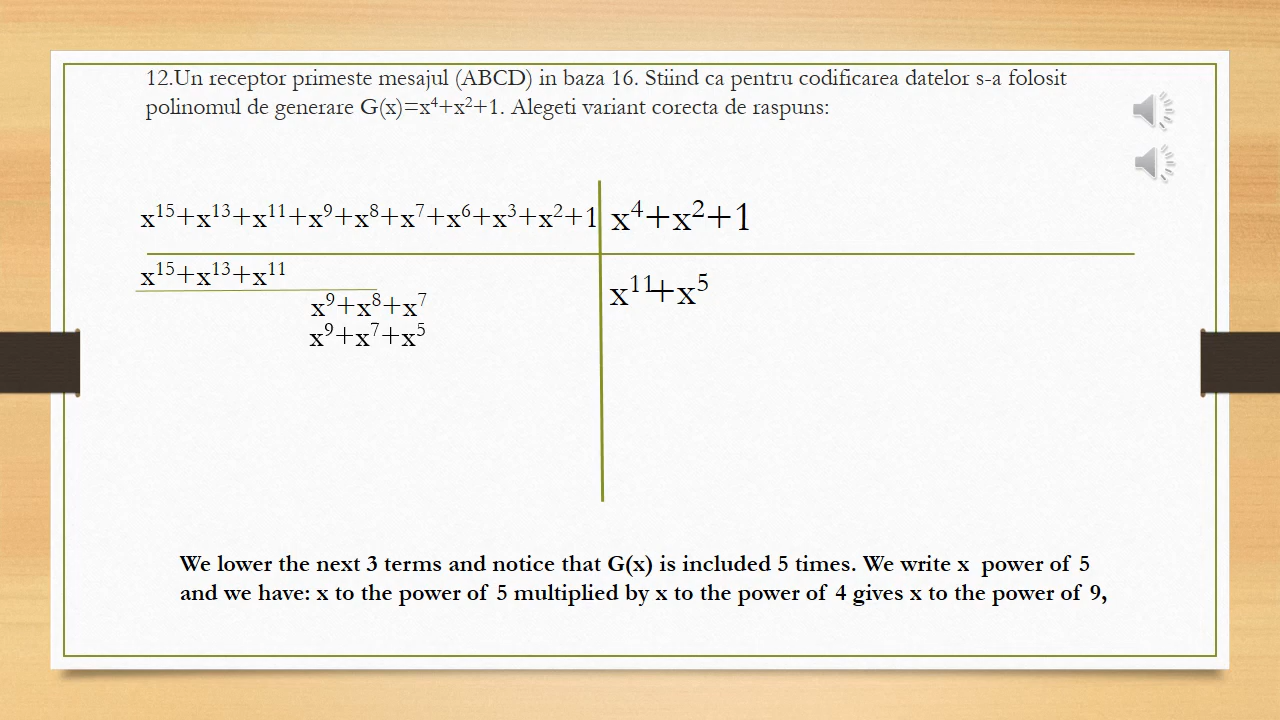 12.Un receptor primeste mesajul (ABCD) in baza 16. Stiind ca pentru codificarea datelor s-a folosit
polinomul de generare G(x)=x⁴+x²+1. Alegeti variant corecta de raspuns:
x¹⁵+x¹³+x¹¹+x⁹+x⁸+x⁷+x⁶+x³+x²+1 x⁴+x²+1
x¹⁵+x¹³+x¹¹ x¹¹+x⁵
x⁹+x⁸+x⁷
x⁹+x⁷+x⁵
We lower the next 3 terms and notice that G(x) is included 5 times. We write x power of 5
and we have: x to the power of 5 multiplied by x to the power of 4 gives x to the power of 9,